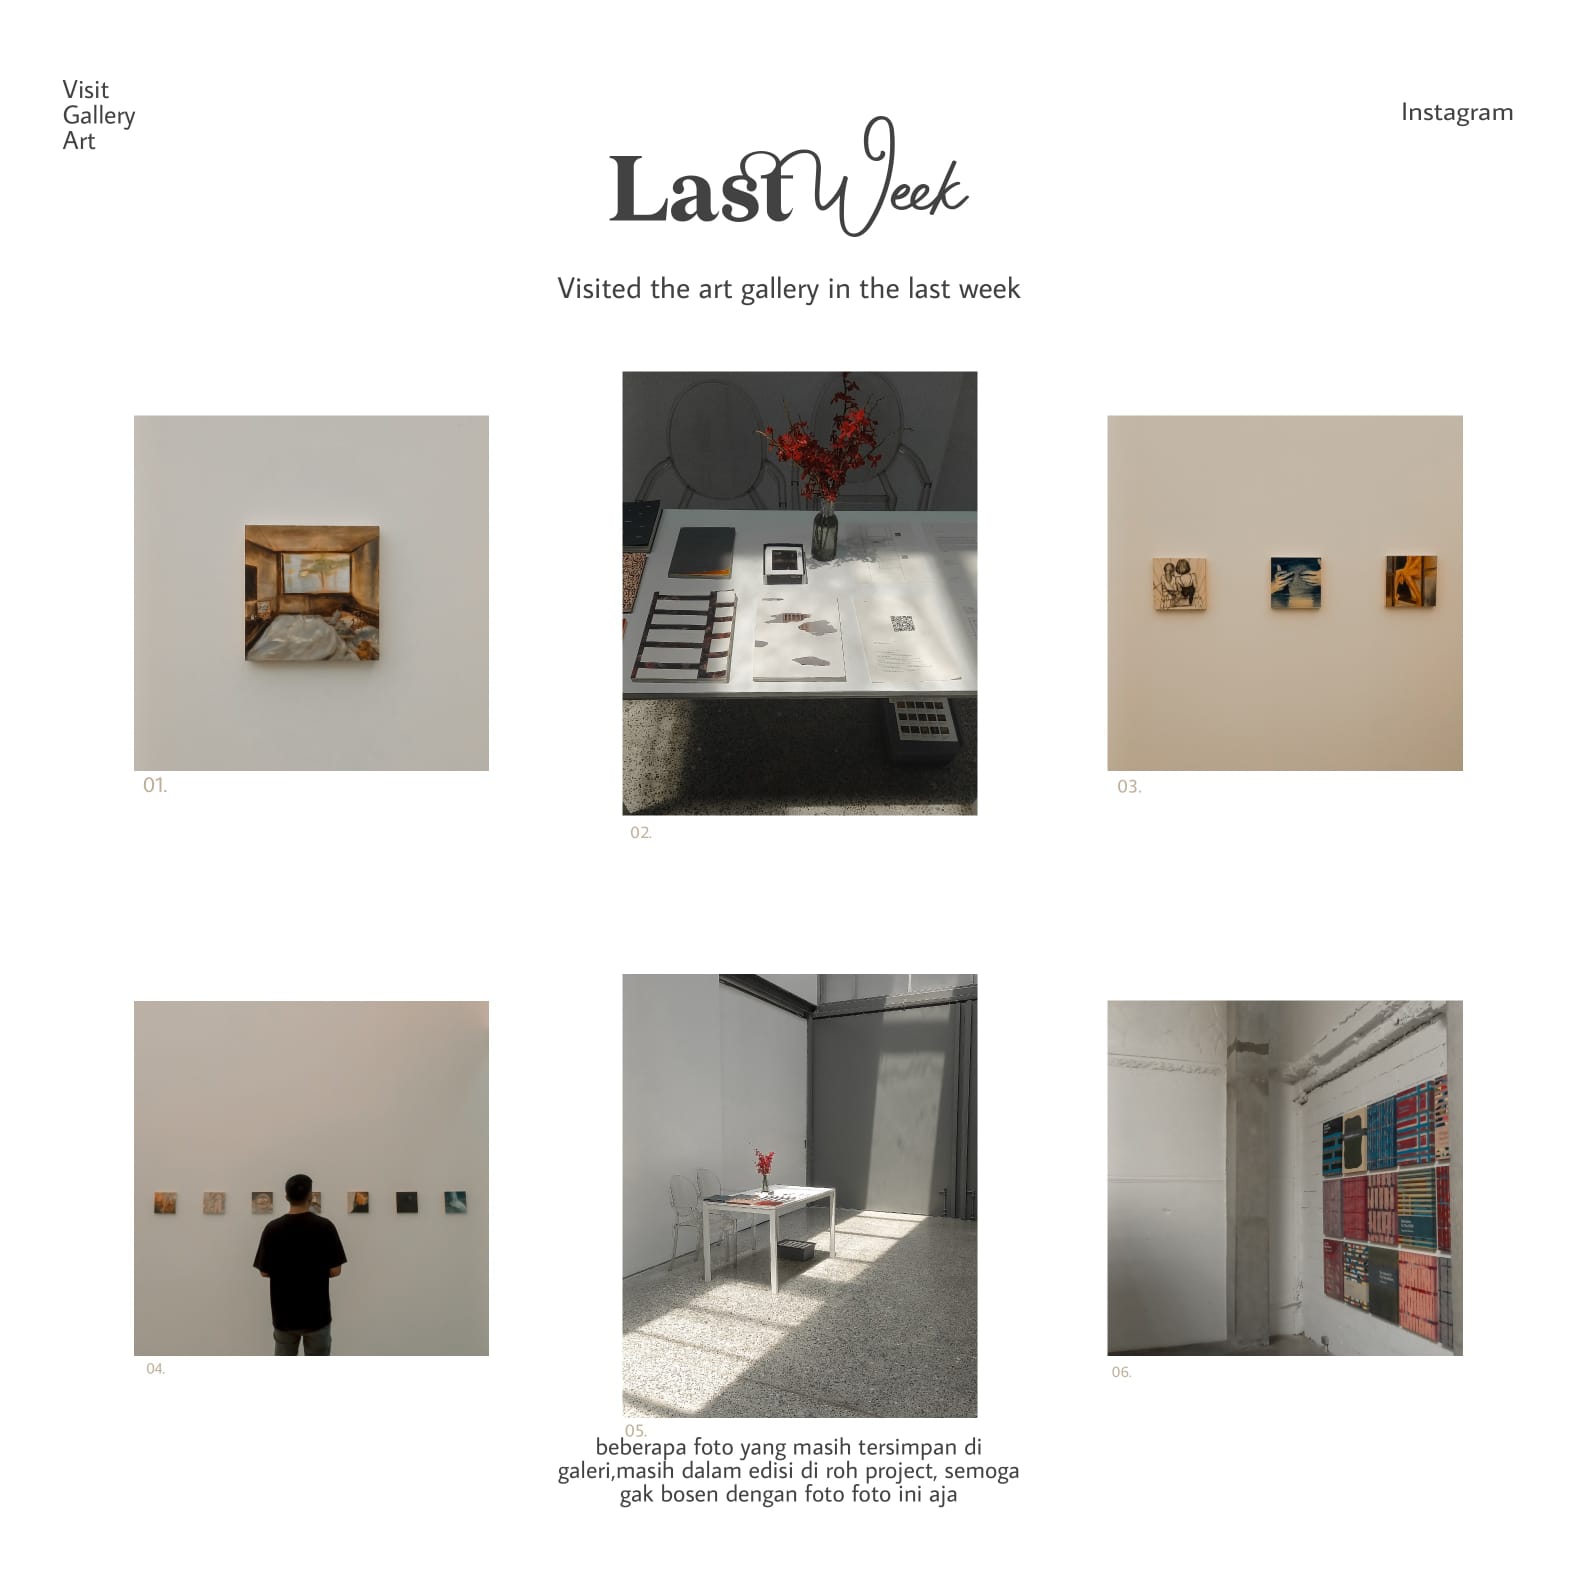 Visit
Gallery
Art
Instagram
Last Week
Visited the art gallery in the last week
01.
02.
03.
04.
05.
06.
beberapa foto yang masih tersimpan di
galeri,masih dalam edisi di roh project, semoga
gak bosen dengan foto foto ini aja